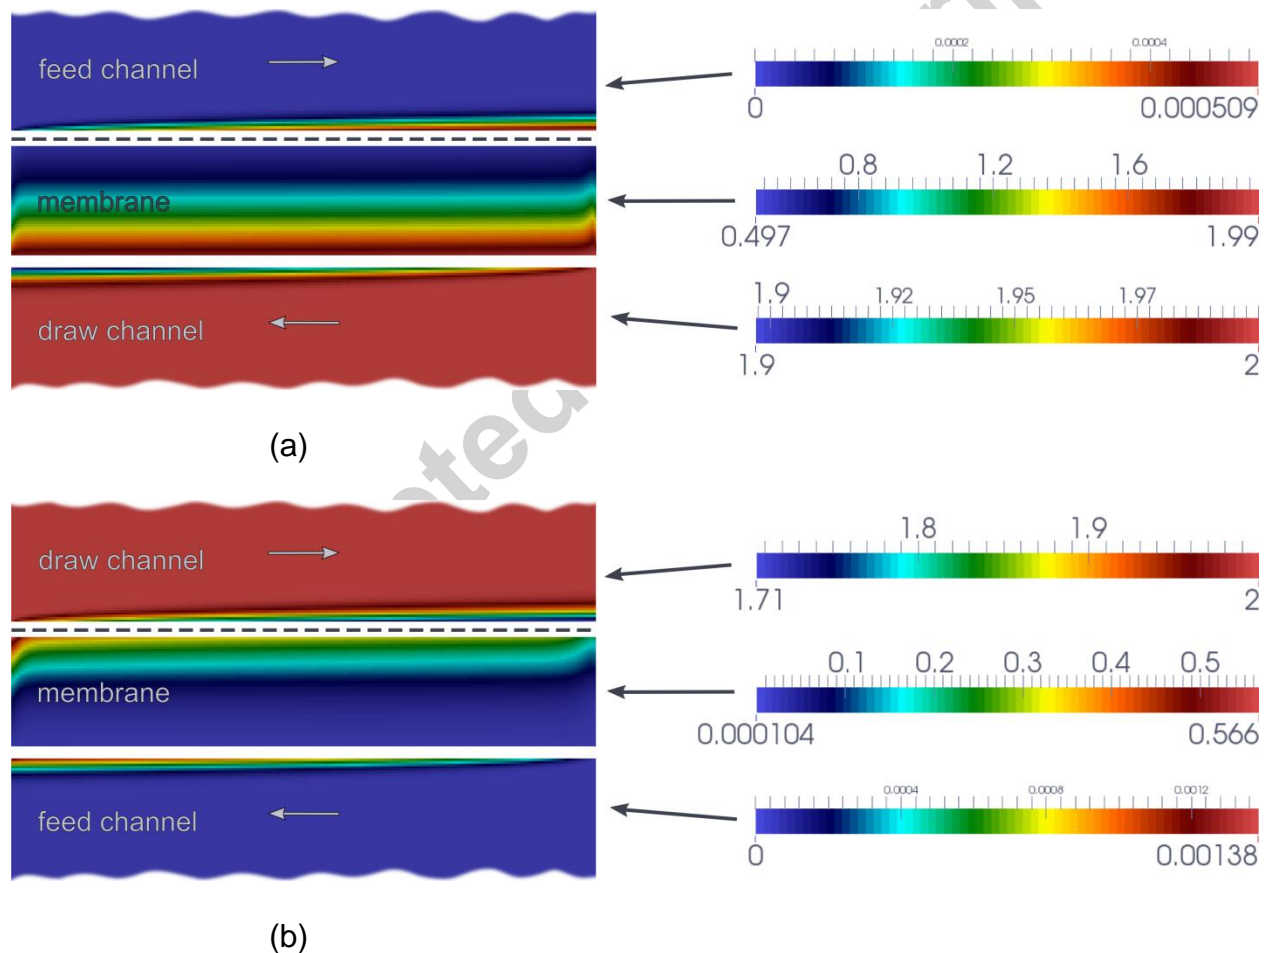 feed channel
0.0002 0.0004
0 0.000509
membrane
0.8 1.2 1.6
0.497 1.99
draw channel
1.9 1.92 1.95 1.97
1.9 2
(a)
draw channel
1.8 1.9
1.71 2
membrane
0.1 0.2 0.3 0.4 0.5
0.000104 0.566
feed channel
0.0004 0.0008 0.0012
0 0.00138
(b)